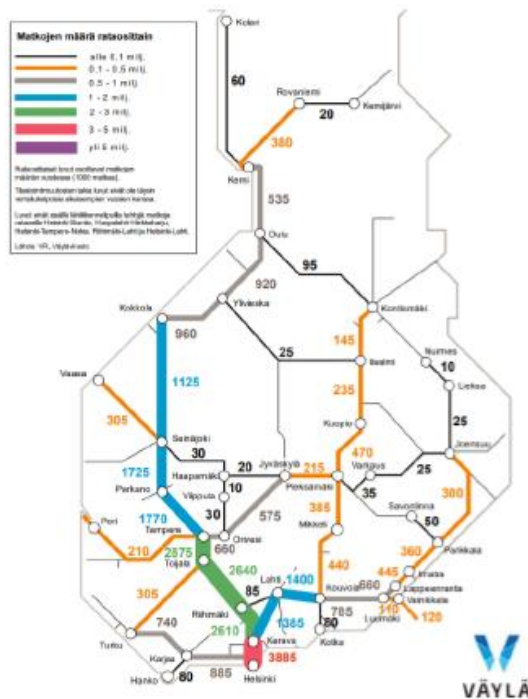 Kolari
Matkojen määrä rataosittain
alle 0,1 milj.
0,1 - 0,5 milj.
0,5 - 1 milj.
1 - 2 milj.
2 - 3 milj.
3 - 5 milj.
yli 5 milj.
60
Rovaniemi
20
Kemijärvi
380
Kemi
535
Oulu
95
920
Kontiomäki
Kokkola
Ylivieska
960
145
Nurmes
25
Iisalmi
10
Vaasa
1125
Lieksa
305
235
Kuopio
25
Seinäjoki
30
Joensuu
470
Jyväskylä
Varkaus
20
215
25
1725
Haapamäki
Pieksämäki
35
300
Parkano
10
Savonlinna
Vilppula
575
385
50
30
Pori
1770
Mikkeli
Tampere
Orivesi
360
Parikkala
210
660
2875
440
Toijala
2640
Imatra
Lahti
1400
445
Kouvola
660
Lappeenranta
305
85
Vainikkala
Riihimäki
110
Luumäki
785
120
740
2610
1365
80
Turku
Kerava
Kotka
Karjaa
3885
Hanko
80
885
Helsinki
VÄYLÄ